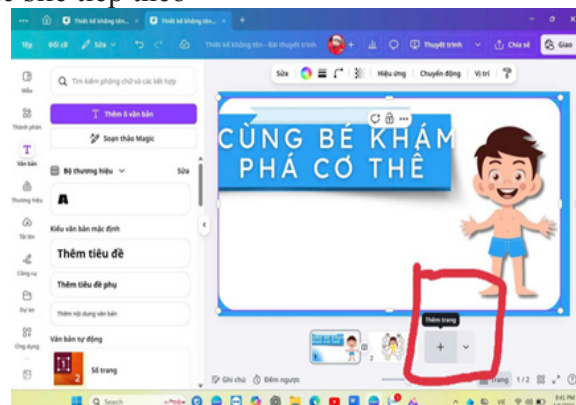 Thiết kế không tên...
Thiết kế không tên...
Tệp
Đổi cỡ
Sửa
Thiết kế không tên - Bài thuyết trình
Thuyết trình
Chia sẻ
Giao
Mẫu
Thành phần
Văn bản
Thương hiệu
Tải lên
Công cụ
Dự án
Ứng dụng
Tìm kiếm phông chữ và các kết hợp
Thêm ô văn bản
Soạn thảo Magic
Bộ thương hiệu
Sửa
Kiểu văn bản mặc định
Thêm tiêu đề
Thêm tiêu đề phụ
Thêm nội dung văn bản
Văn bản tự động
Số trang
Sửa
Hiệu ứng
Chuyển động
Vị trí
CÙNG BÉ KHÁM
PHÁ CƠ THỂ
Thêm trang
Ghi chú
Đếm ngược
Trang 1/2
Search
9:41 PM